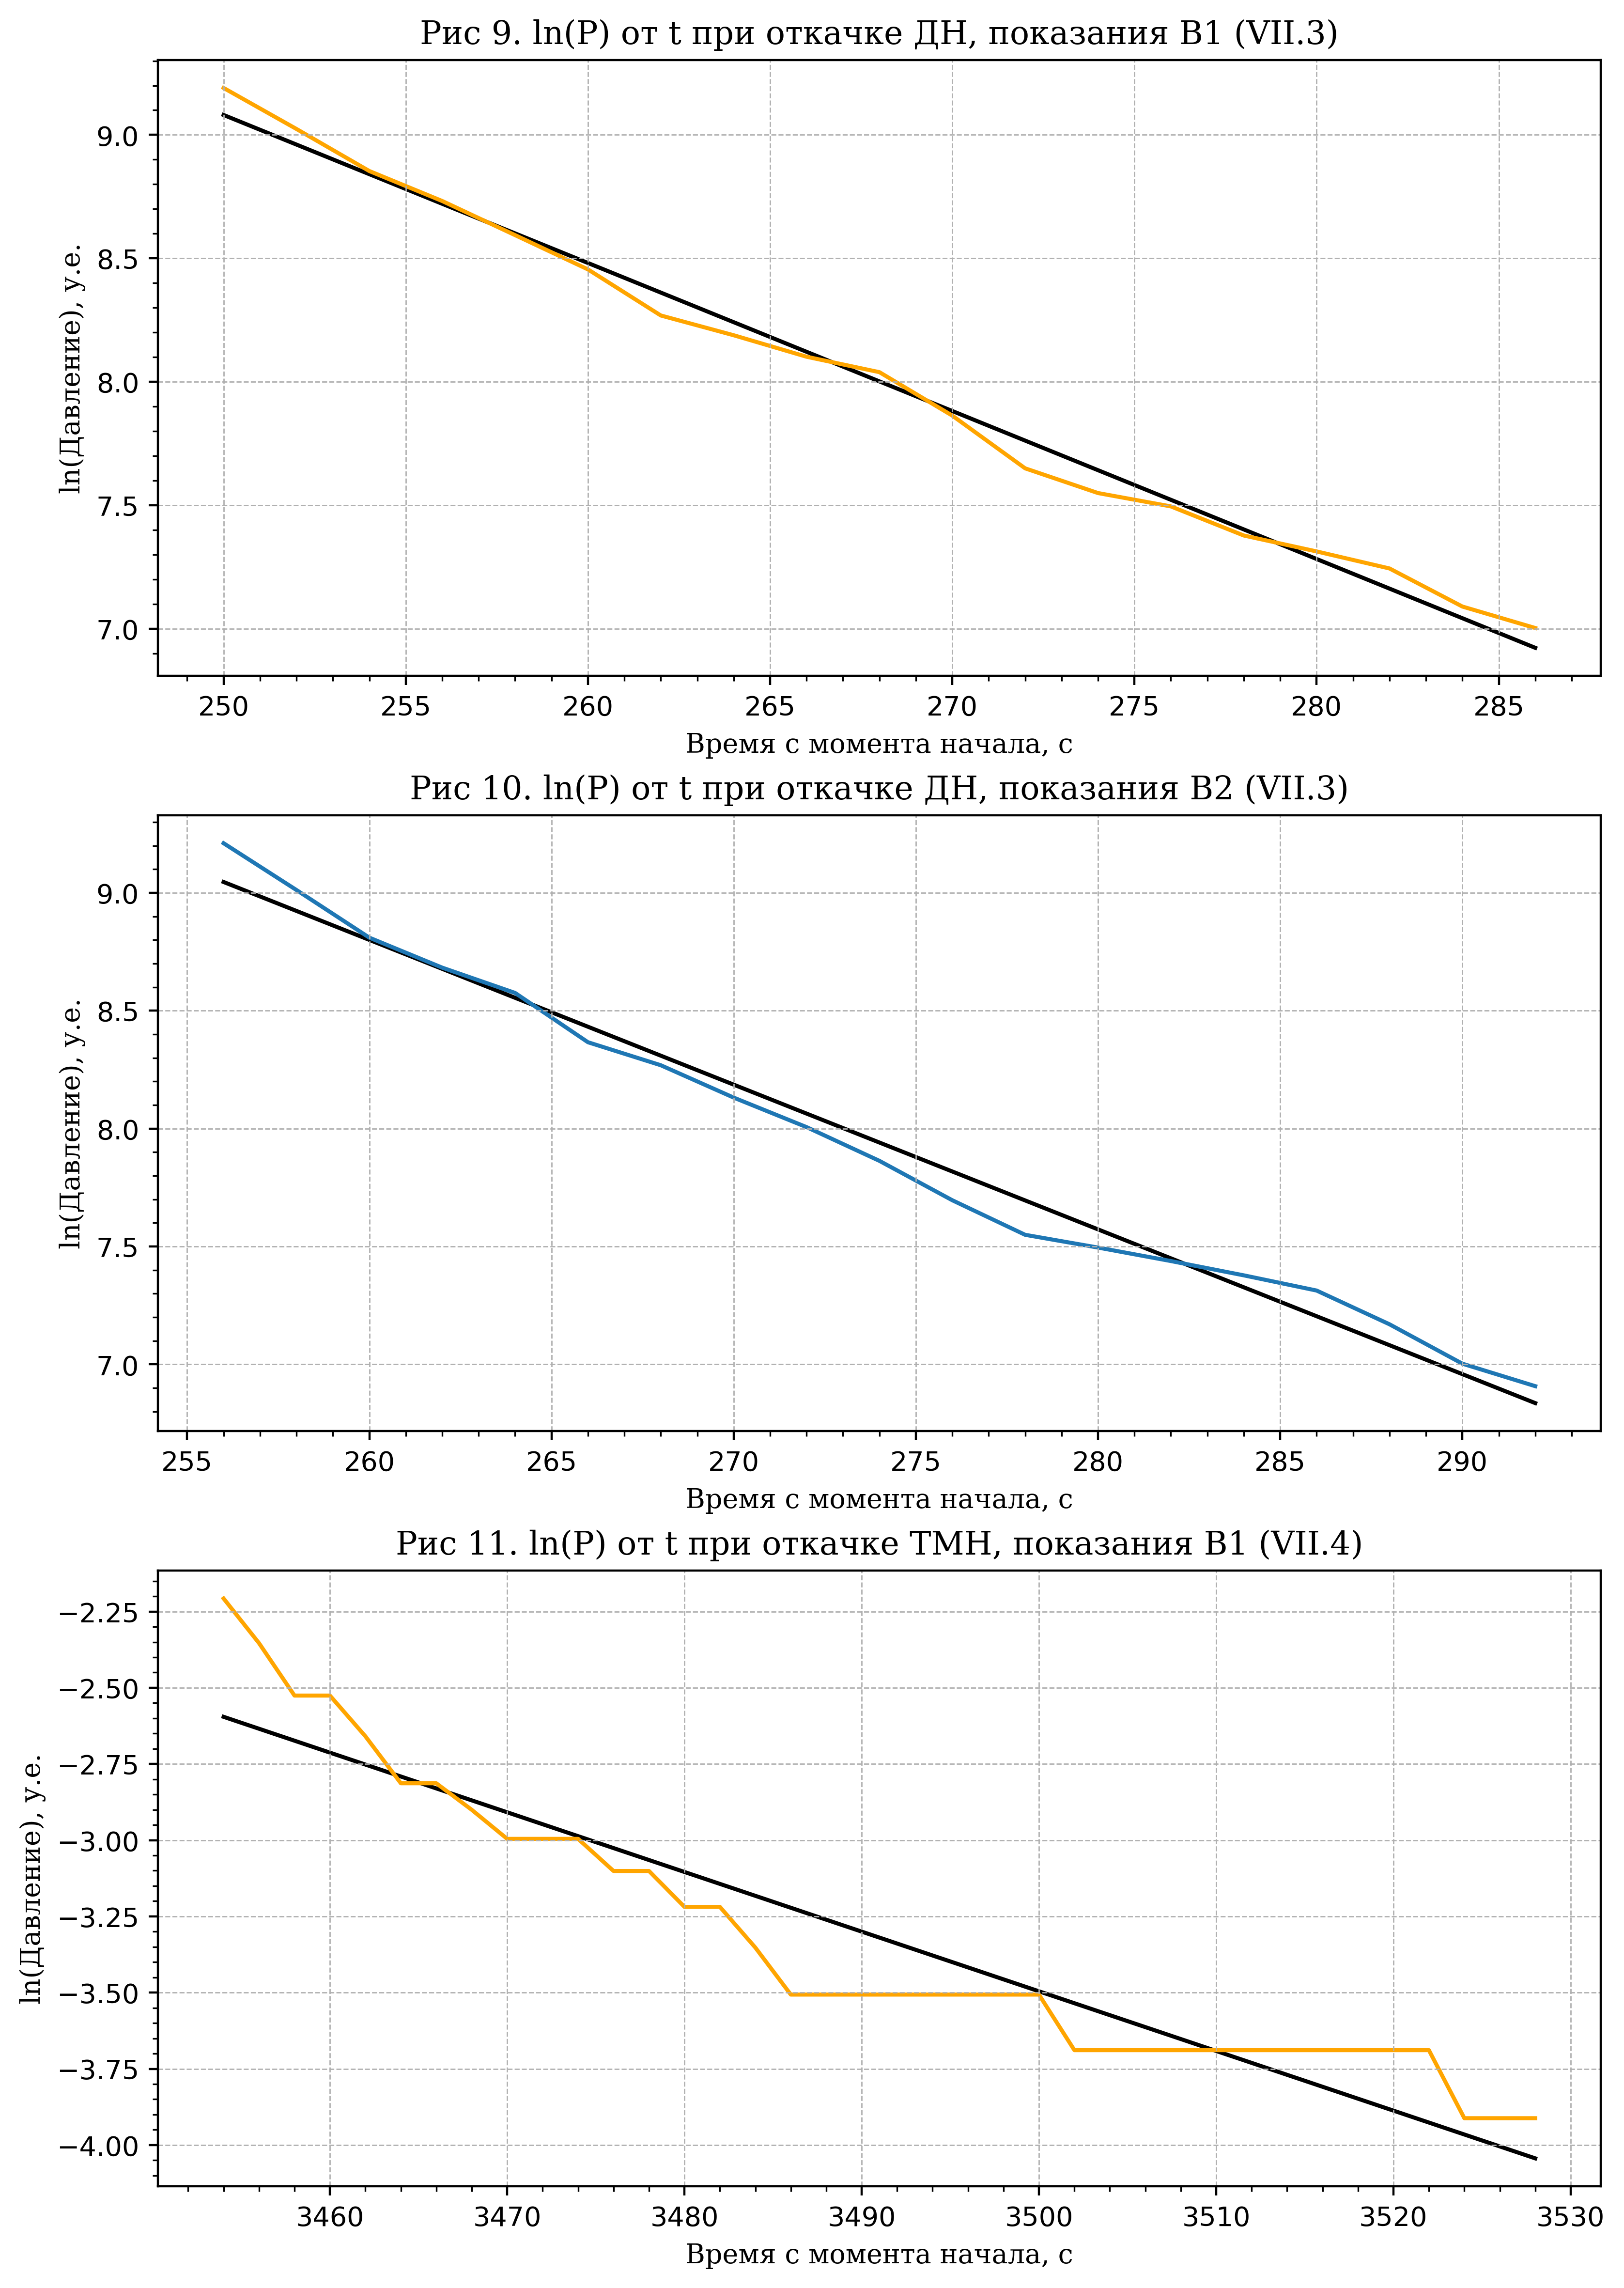 Рис 9. ln(P) от t при откачке ДН, показания В1 (VII.3)
ln(Давление), у.е.
9.0
8.5
8.0
7.5
7.0
250 255 260 265 270 275 280 285
Время с момента начала, с
Рис 10. ln(P) от t при откачке ДН, показания В2 (VII.3)
ln(Давление), у.е.
9.0
8.5
8.0
7.5
7.0
255 260 265 270 275 280 285 290
Время с момента начала, с
Рис 11. ln(P) от t при откачке ТМН, показания В1 (VII.4)
ln(Давление), у.е.
−2.25
−2.50
−2.75
−3.00
−3.25
−3.50
−3.75
−4.00
3460 3470 3480 3490 3500 3510 3520 3530
Время с момента начала, с